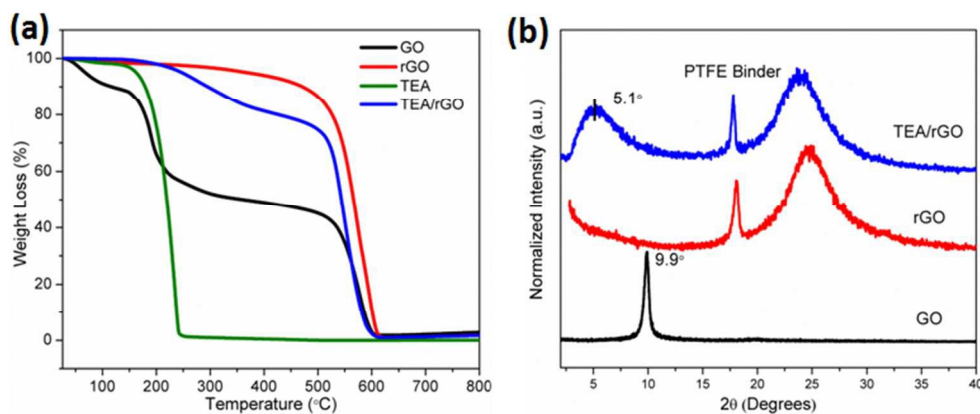 (a)
GO
rGO
TEA
TEA/rGO
Weight Loss (%)
100
80
60
40
20
0
100 200 300 400 500 600 700 800
Temperature (°C)
(b)
PTFE Binder
5.1°
TEA/rGO
rGO
9.9°
GO
Normalized Intensity (a.u.)
5 10 15 20 25 30 35 40
2θ (Degrees)